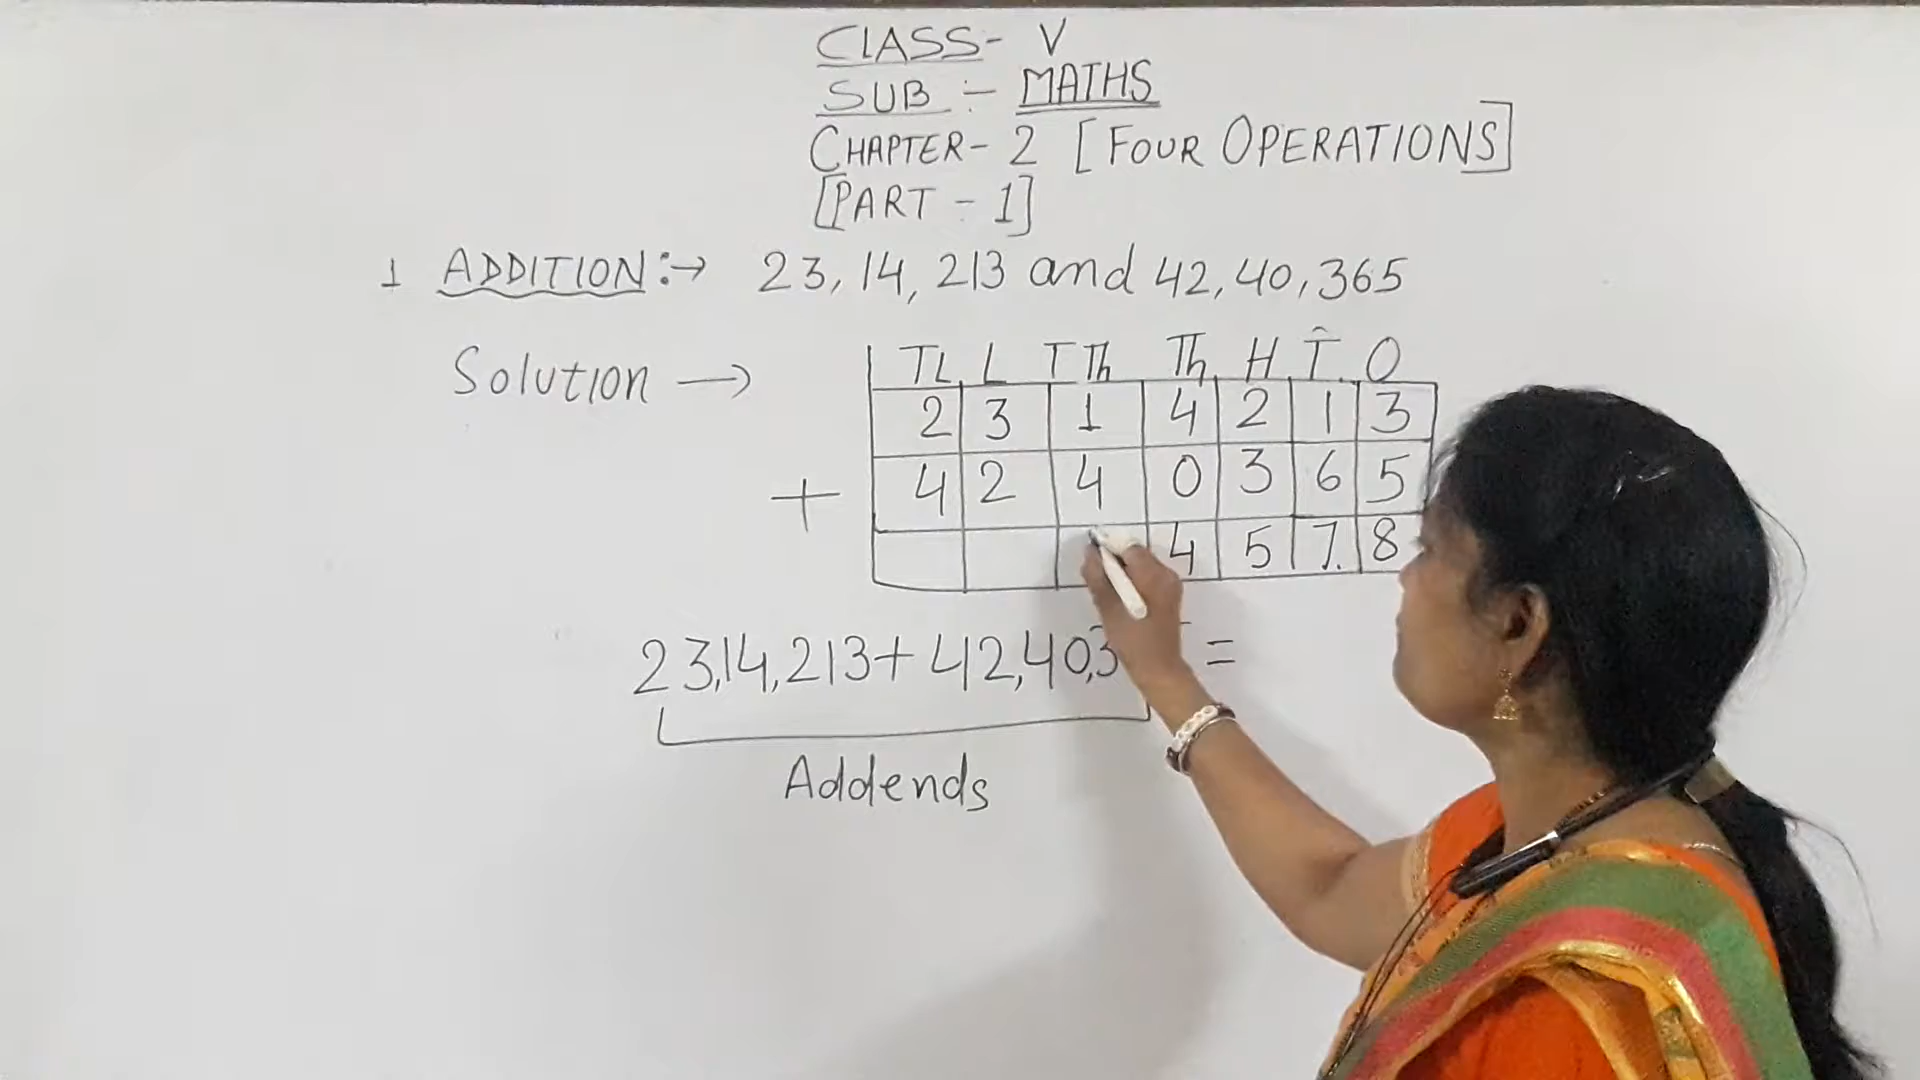 CLASS- V
SUB :- MATHS
CHAPTER- 2 [FOUR OPERATIONS]
[PART - 1]
1 ADDITION:→ 23,14,213 and 42,40,365
Solution →
TL L T Th Th H T O
2 3 1 4 2 1 3
+ 4 2 4 0 3 6 5
4 5 7 8
23,14,213+42,40,3 =
Addends